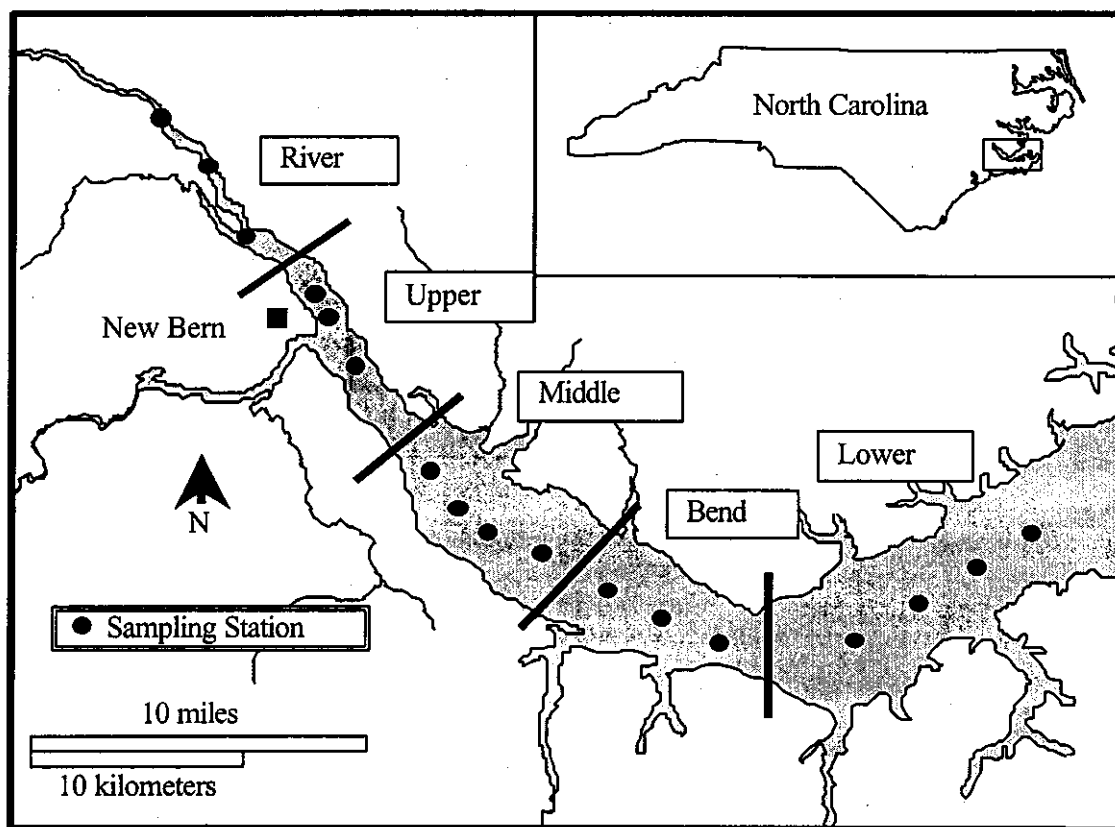 North Carolina
River
Upper
New Bern
Middle
Lower
Bend
N
Sampling Station
10 miles
10 kilometers